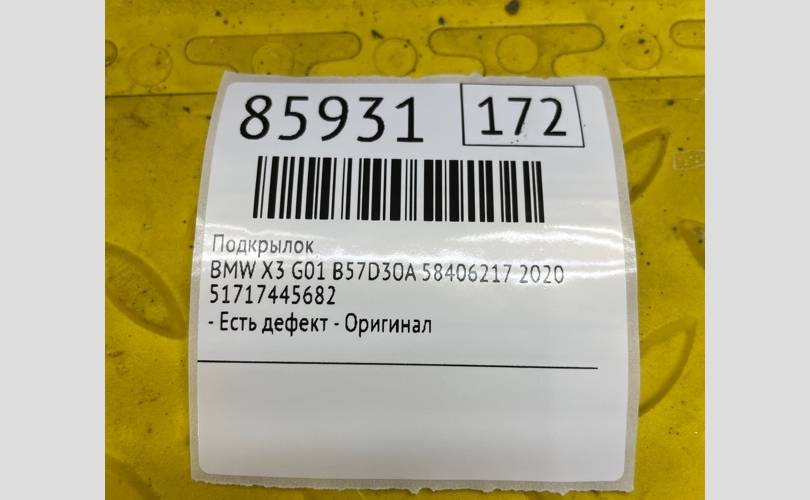 85931 172
Подкрылок
BMW X3 G01 B57D30A 58406217 2020
51717445682
- Есть дефект - Оригинал